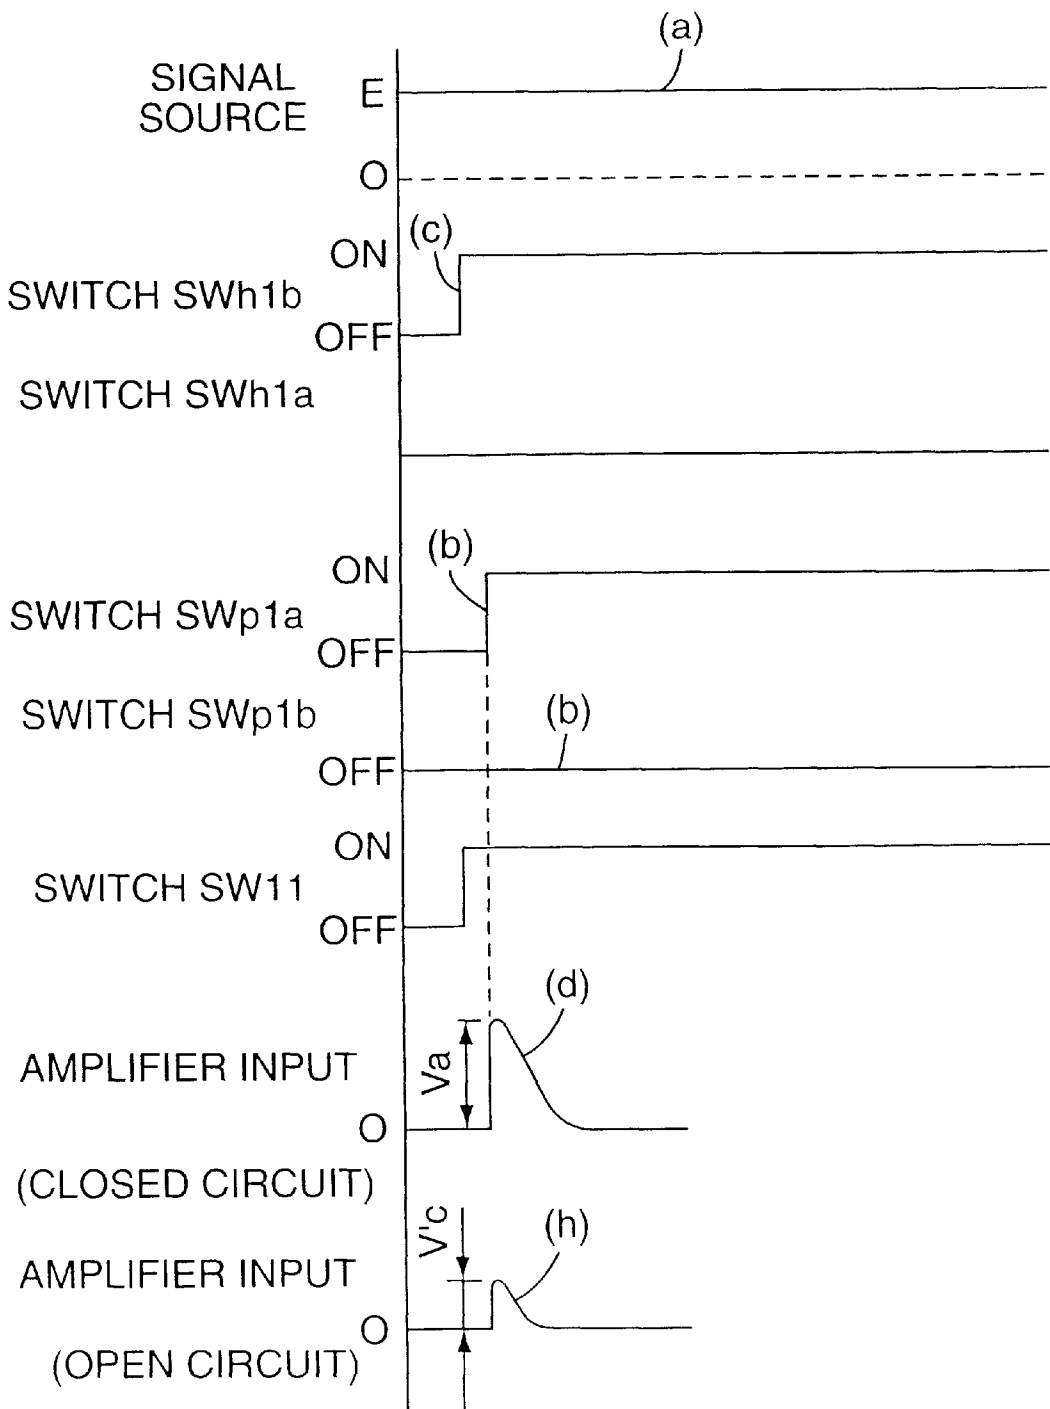 (a)
SIGNAL
SOURCE
E
O
(c)
ON
SWITCH SWh1b
OFF
SWITCH SWh1a
(b)
ON
SWITCH SWp1a
OFF
SWITCH SWp1b
(b)
OFF
ON
SWITCH SW11
OFF
(d)
AMPLIFIER INPUT
Va
O
(CLOSED CIRCUIT)
V'c
(h)
AMPLIFIER INPUT
O
(OPEN CIRCUIT)